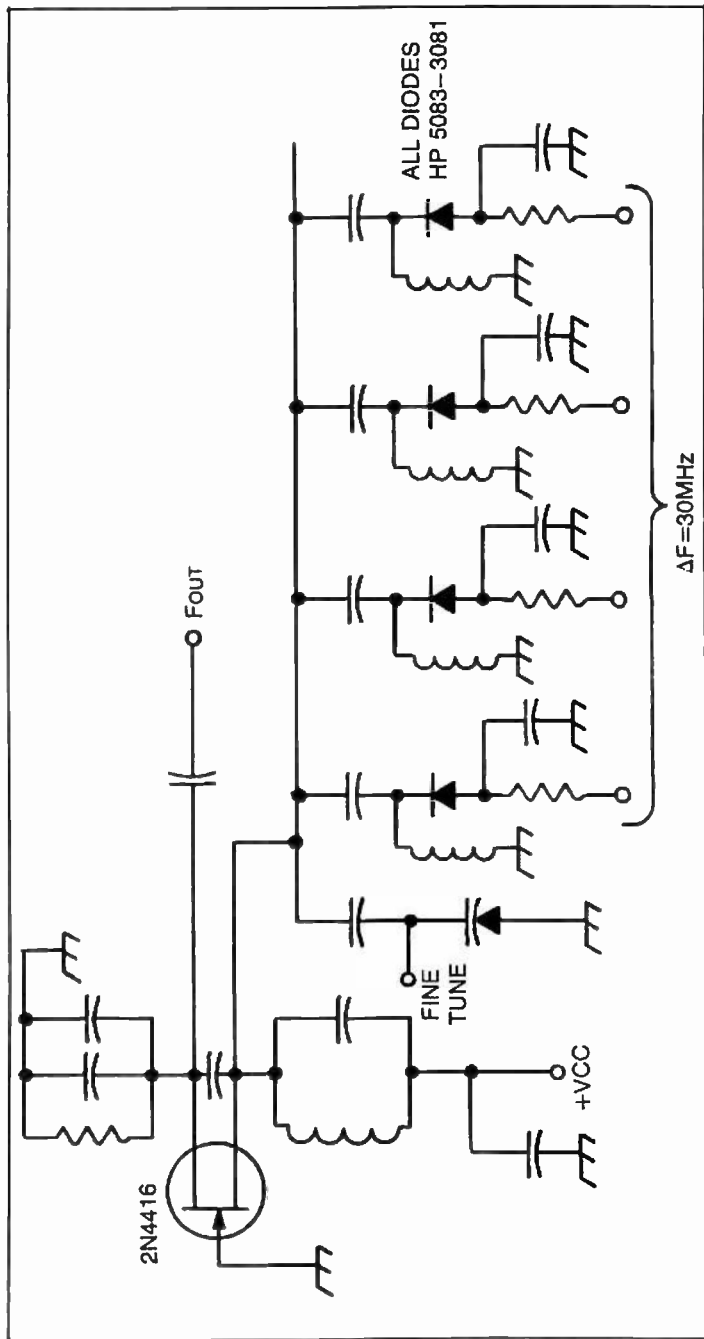 2N4416
FOUT
FINE
TUNE
+VCC
ALL DIODES
HP 5083-3081
ΔF=30MHz